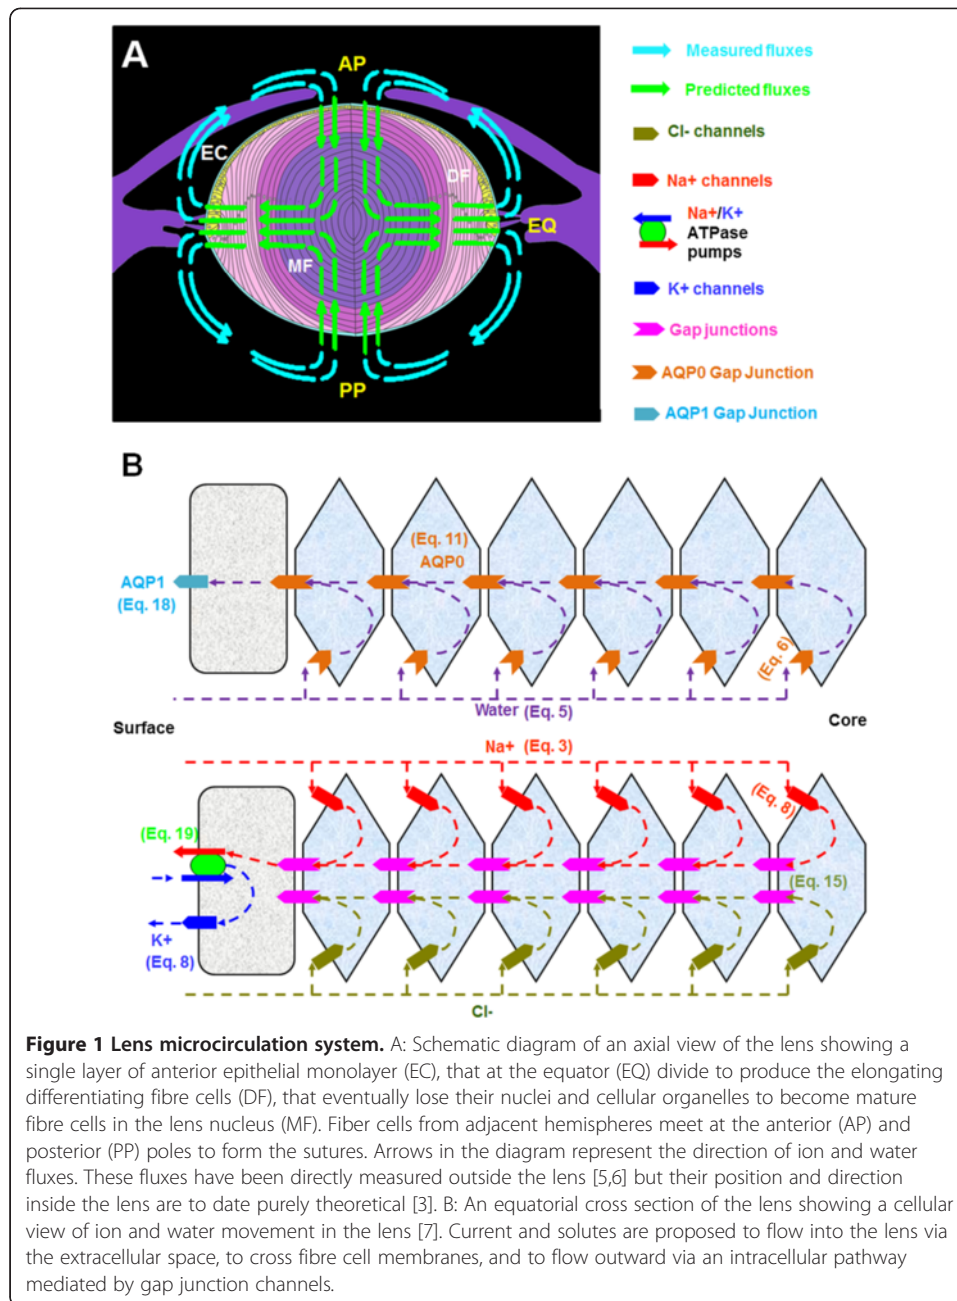 A
AP
EC
DF
EQ
MF
PP
Measured fluxes
Predicted fluxes
Cl- channels
Na+ channels
Na+/K+
ATPase
pumps
K+ channels
Gap junctions
AQP0 Gap Junction
AQP1 Gap Junction
B
(Eq. 11)
AQP0
AQP1
(Eq. 18)
(Eq. 6)
Water (Eq. 5)
Surface
Core
Na+ (Eq. 3)
(Eq. 8)
(Eq. 19)
(Eq. 15)
K+
(Eq. 8)
Cl-
Figure 1 Lens microcirculation system. A: Schematic diagram of an axial view of the lens showing a
single layer of anterior epithelial monolayer (EC), that at the equator (EQ) divide to produce the elongating
differentiating fibre cells (DF), that eventually lose their nuclei and cellular organelles to become mature
fibre cells in the lens nucleus (MF). Fiber cells from adjacent hemispheres meet at the anterior (AP) and
posterior (PP) poles to form the sutures. Arrows in the diagram represent the direction of ion and water
fluxes. These fluxes have been directly measured outside the lens [5,6] but their position and direction
inside the lens are to date purely theoretical [3]. B: An equatorial cross section of the lens showing a cellular
view of ion and water movement in the lens [7]. Current and solutes are proposed to flow into the lens via
the extracellular space, to cross fibre cell membranes, and to flow outward via an intracellular pathway
mediated by gap junction channels.